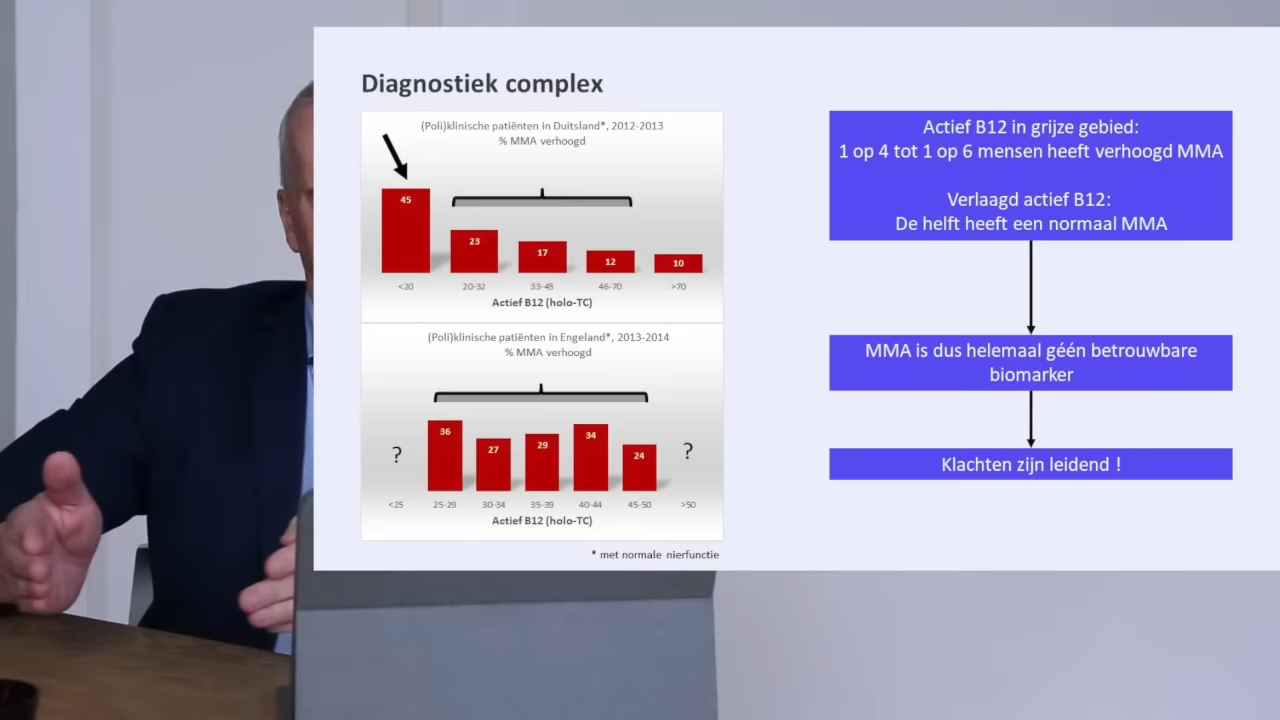 Diagnostiek complex
(Poli)klinische patiënten in Duitsland*, 2012-2013
% MMA verhoogd
45
23
17
12
10
<20
20-32
33-45
46-70
>70
Actief B12 (holo-TC)
(Poli)klinische patiënten in Engeland*, 2013-2014
% MMA verhoogd
?
36
27
29
34
24
?
<25
25-29
30-34
35-39
40-44
45-50
>50
Actief B12 (holo-TC)
* met normale nierfunctie
Actief B12 in grijze gebied:
1 op 4 tot 1 op 6 mensen heeft verhoogd MMA
Verlaagd actief B12:
De helft heeft een normaal MMA
MMA is dus helemaal géén betrouwbare
biomarker
Klachten zijn leidend !